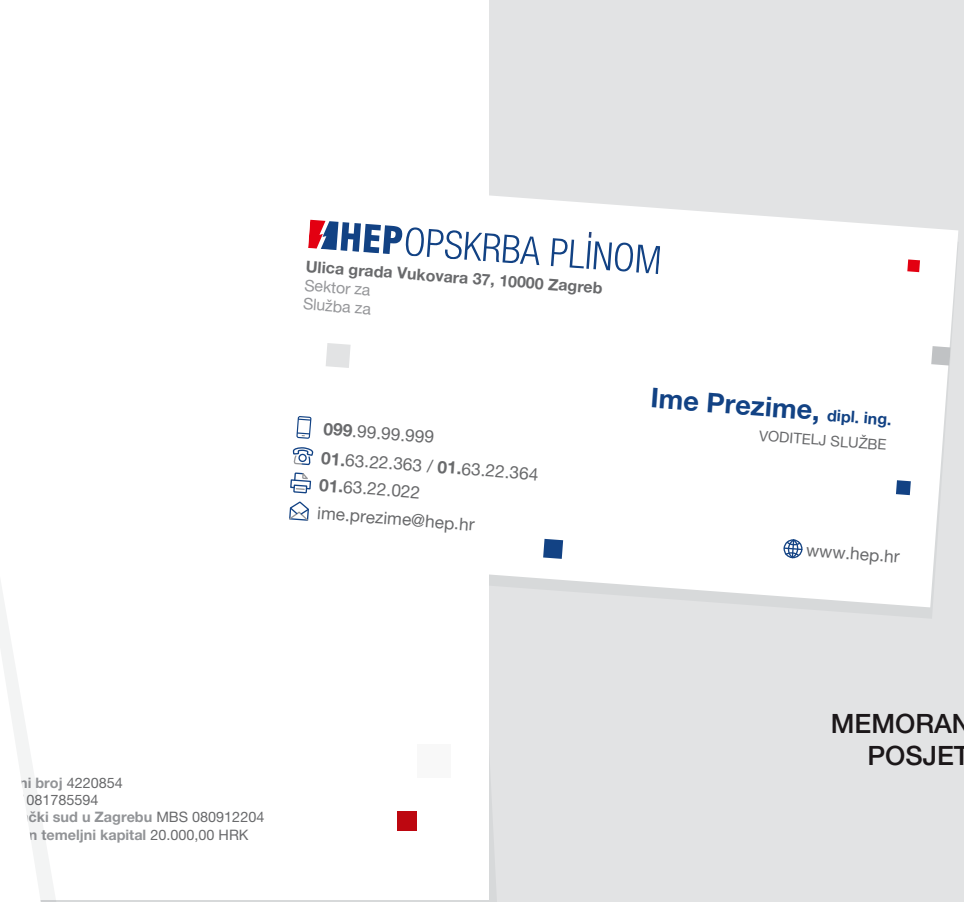 HEP OPSKRBA PLINOM
Ulica grada Vukovara 37, 10000 Zagreb
Sektor za
Služba za
Ime Prezime, dipl. ing.
VODITELJ SLUŽBE
099.99.99.999
01.63.22.363 / 01.63.22.364
01.63.22.022
ime.prezime@hep.hr
www.hep.hr
MEMORAN
POSJET
ni broj 4220854
081785594
čki sud u Zagrebu MBS 080912204
n temeljni kapital 20.000,00 HRK